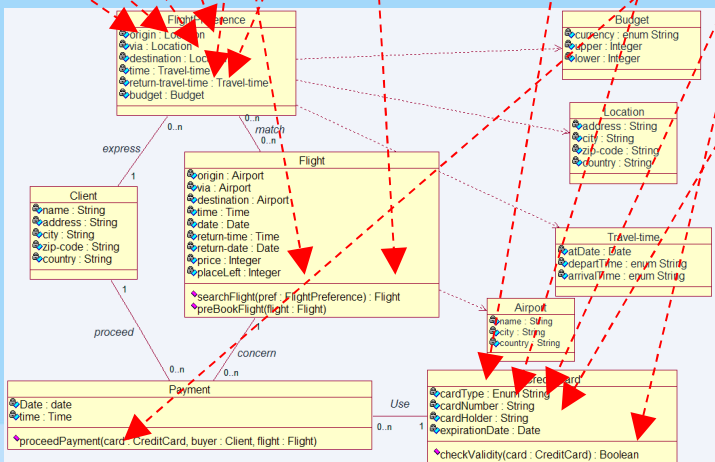 FlightPreference
origin : Location
via : Location
destination : Location
time : Travel-time
return-travel-time : Travel-time
budget : Budget
Budget
currency : enum String
upper : Integer
lower : Integer
Location
address : String
city : String
zip-code : String
country : String
0..n
0..n
match
express
0..n
1
Flight
origin : Airport
via : Airport
destination : Airport
time : Time
date : Date
return-time : Time
return-date : Date
price : Integer
placeLeft : Integer
searchFlight(pref : FlightPreference) : Flight
preBookFlight(flight : Flight)
Client
name : String
address : String
city : String
zip-code : String
country : String
Travel-time
atDate : Date
departTime : enum String
arrivalTime : enum String
Airport
name : String
city : String
country : String
1
1
proceed
concern
0..n
0..n
Payment
Date : date
time : Time
proceedPayment(card : CreditCard, buyer : Client, flight : Flight)
Use
0..n
1
CreditCard
cardType : Enum String
cardNumber : String
cardHolder : String
expirationDate : Date
checkValidity(card : CreditCard) : Boolean